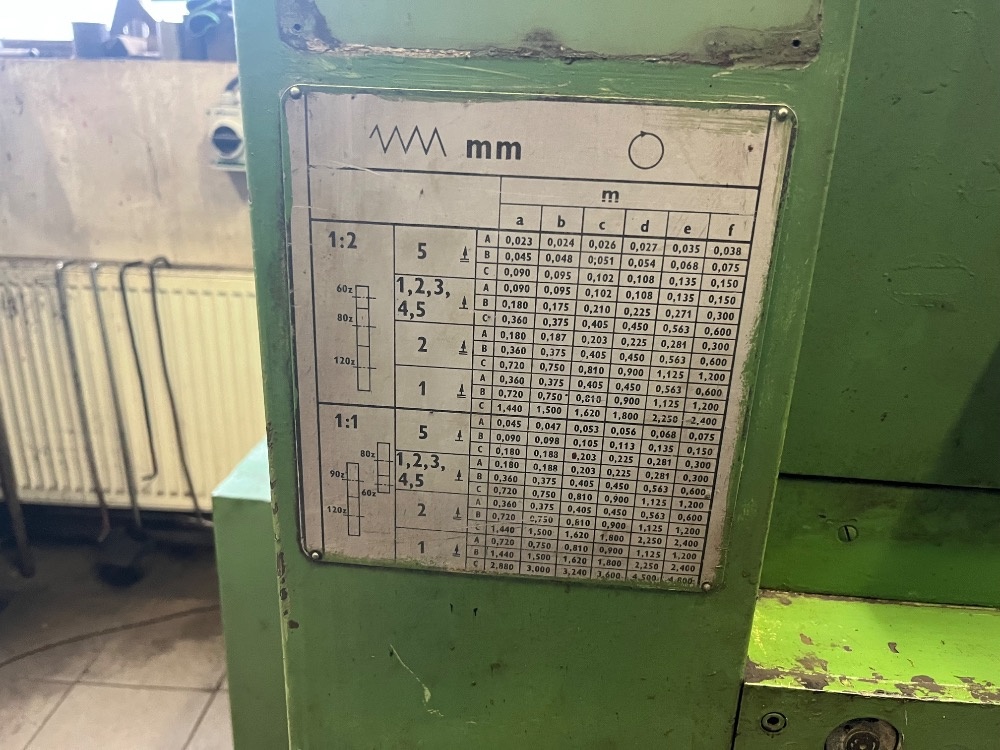 mm
m
a b c d e f
1:2 5 A 0,023 0,024 0,026 0,027 0,035 0,038
B 0,045 0,048 0,051 0,054 0,068 0,075
C 0,090 0,095 0,102 0,108 0,135 0,150
1,2,3, A 0,090 0,095 0,102 0,108 0,135 0,150
60z 4,5 B 0,180 0,175 0,210 0,225 0,271 0,300
80z C 0,360 0,375 0,405 0,450 0,563 0,600
2 A 0,180 0,187 0,203 0,225 0,281 0,300
B 0,360 0,375 0,405 0,450 0,563 0,600
120z C 0,720 0,750 0,810 0,900 1,125 1,200
1 A 0,360 0,375 0,405 0,450 0,563 0,600
B 0,720 0,750 0,810 0,900 1,125 1,200
C 1,440 1,500 1,620 1,800 2,250 2,400
1:1 5 A 0,045 0,047 0,053 0,056 0,068 0,075
B 0,090 0,098 0,105 0,113 0,135 0,150
80z C 0,180 0,188 0,203 0,225 0,281 0,300
1,2,3, A 0,180 0,188 0,203 0,225 0,281 0,300
90z 4,5 B 0,360 0,375 0,405 0,450 0,563 0,600
60z C 0,720 0,750 0,810 0,900 1,125 1,200
120z 2 A 0,360 0,375 0,405 0,450 0,563 0,600
B 0,720 0,750 0,810 0,900 1,125 1,200
C 1,440 1,500 1,620 1,800 2,250 2,400
1 A 0,720 0,750 0,810 0,900 1,125 1,200
B 1,440 1,500 1,620 1,800 2,250 2,400
C 2,880 3,000 3,240 3,600 4,500 4,800